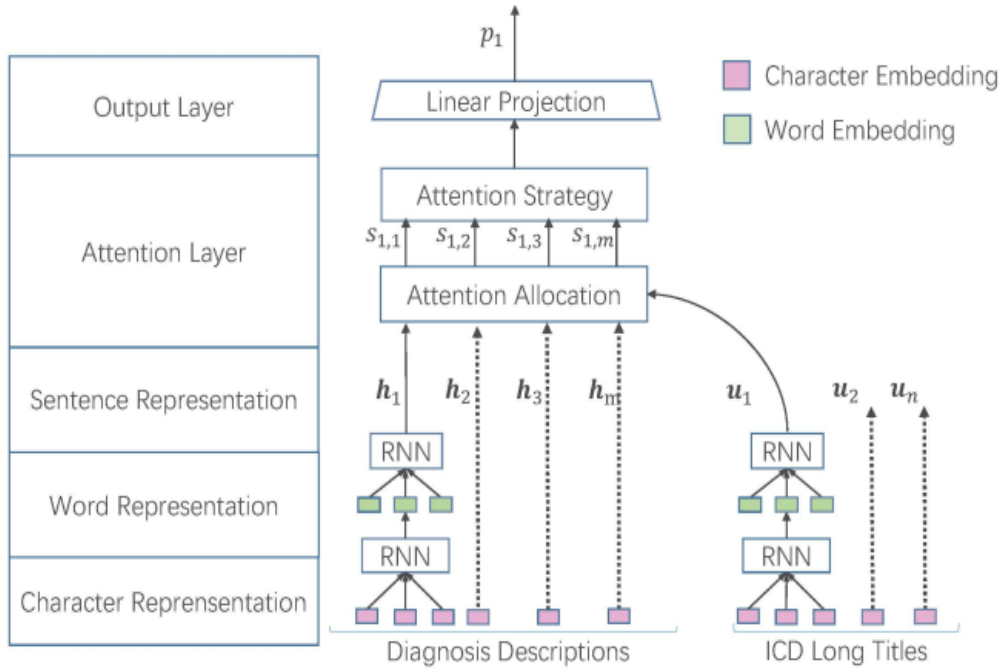 p₁
Output Layer
Linear Projection
Character Embedding
Word Embedding
Attention Strategy
s₁,₁ s₁,₂ s₁,₃ s₁,ₘ
Attention Layer
Attention Allocation
h₁ h₂ h₃ hₘ u₁ u₂ uₙ
Sentence Representation
RNN RNN
Word Representation
RNN RNN
Character Reprensentation
Diagnosis Descriptions
ICD Long Titles